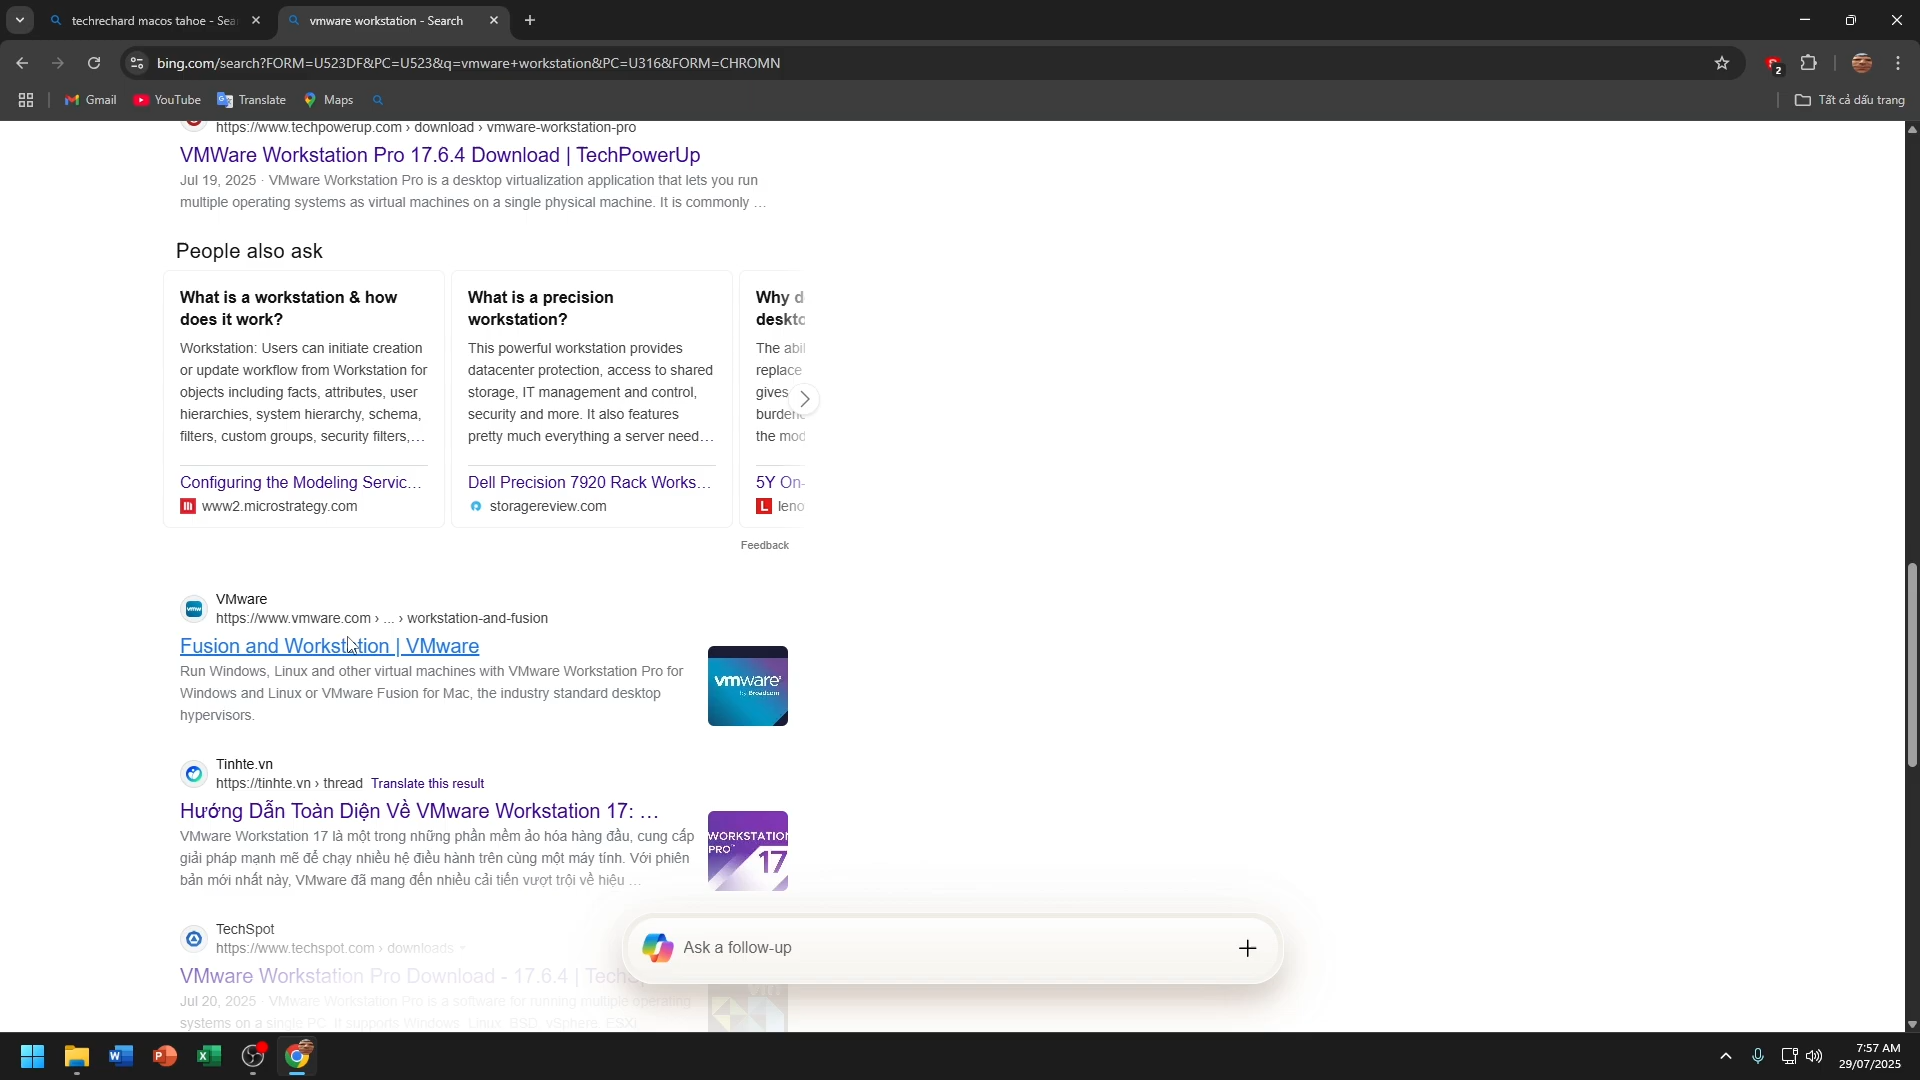 techrechard macos tahoe - Sea
vmware workstation - Search
bing.com/search?FORM=U523DF&PC=U523&q=vmware+workstation&PC=U316&FORM=CHROMN
2
Gmail
YouTube
Translate
Maps
Tất cả dấu trang
https://www.techpowerup.com › download › vmware-workstation-pro
VMWare Workstation Pro 17.6.4 Download | TechPowerUp
Jul 19, 2025 · VMware Workstation Pro is a desktop virtualization application that lets you run
multiple operating systems as virtual machines on a single physical machine. It is commonly ...
People also ask
What is a workstation & how
does it work?
Workstation: Users can initiate creation
or update workflow from Workstation for
objects including facts, attributes, user
hierarchies, system hierarchy, schema,
filters, custom groups, security filters,...
Configuring the Modeling Servic...
www2.microstrategy.com
What is a precision
workstation?
This powerful workstation provides
datacenter protection, access to shared
storage, IT management and control,
security and more. It also features
pretty much everything a server need...
Dell Precision 7920 Rack Works...
storagereview.com
Why d
deskto
The abil
replace
gives
burden
the mod
5Y On-
L leno
Feedback
VMware
vmw
https://www.vmware.com › ... › workstation-and-fusion
Fusion and Workstation | VMware
Run Windows, Linux and other virtual machines with VMware Workstation Pro for
Windows and Linux or VMware Fusion for Mac, the industry standard desktop
hypervisors.
vmware
by Broadcom
Tinhte.vn
https://tinhte.vn › thread Translate this result
Hướng Dẫn Toàn Diện Về VMware Workstation 17: ...
VMware Workstation 17 là một trong những phần mềm ảo hóa hàng đầu, cung cấp
giải pháp mạnh mẽ để chạy nhiều hệ điều hành trên cùng một máy tính. Với phiên
bản mới nhất này, VMware đã mang đến nhiều cải tiến vượt trội về hiệu ...
WORKSTATION
PRO
17
TechSpot
https://www.techspot.com › downloads
VMware Workstation Pro Download - 17.6.4 | Techs
Jul 20, 2025 · VMware Workstation Pro is a software for running multiple operating
systems on a single PC. It supports Windows, Linux, BSD, vSphere, ESXi
Ask a follow-up
7:57 AM
29/07/2025